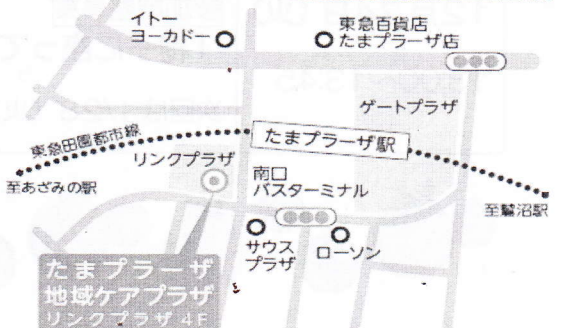 イトー
ヨーカドー
東急百貨店
たまプラーザ店
ゲートプラザ
東急田園都市線
たまプラーザ駅
リンクプラザ
至あざみの駅
南口
バスターミナル
至鷺沼駅
サウス
プラザ
ローソン
たまプラーザ
地域ケアプラザ
リンクプラザ 4F